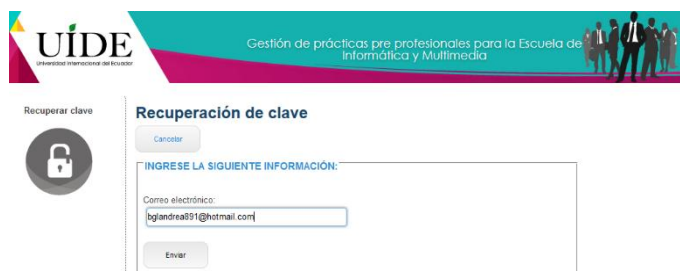 UIDE
Universidad Internacional del Ecuador
Gestión de prácticas pre profesionales para la Escuela de
Informática y Multimedia
Recuperar clave
Recuperación de clave
Cancelar
INGRESE LA SIGUIENTE INFORMACIÓN:
Correo electrónico:
bglandrea891@hotmail.com
Enviar